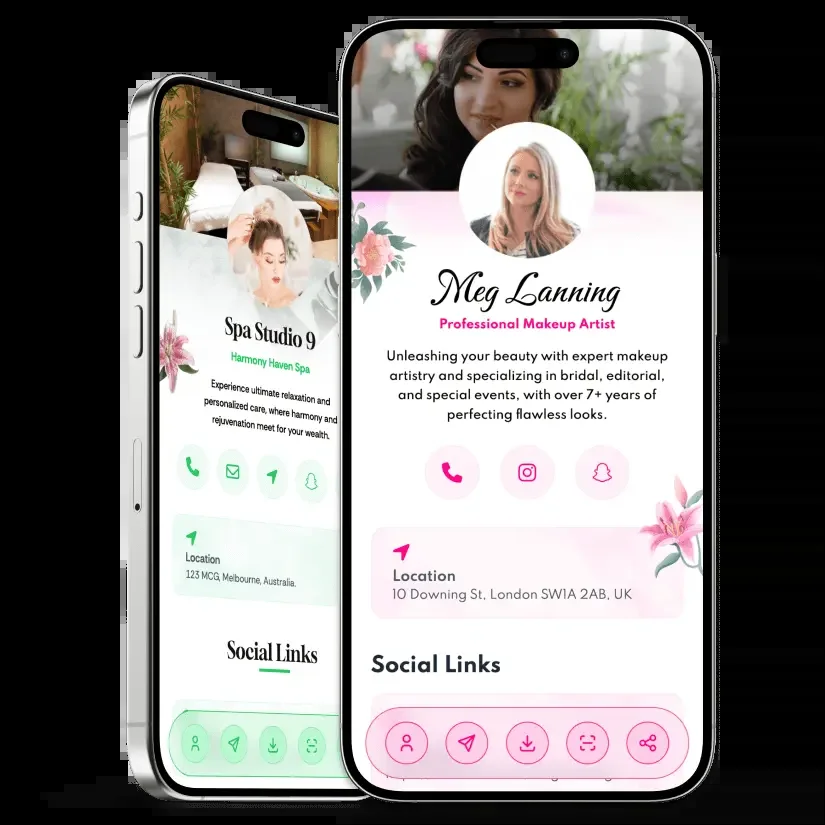 Spa Studio 9
Harmony Haven Spa
Experience ultimate relaxation and
personalized care, where harmony and
rejuvenation meet for your wealth.
Location
123 MCG, Melbourne, Australia.
Social Links
Meg Lanning
Professional Makeup Artist
Unleashing your beauty with expert makeup
artistry and specializing in bridal, editorial,
and special events, with over 7+ years of
perfecting flawless looks.
Location
10 Downing St, London SW1A 2AB, UK
Social Links